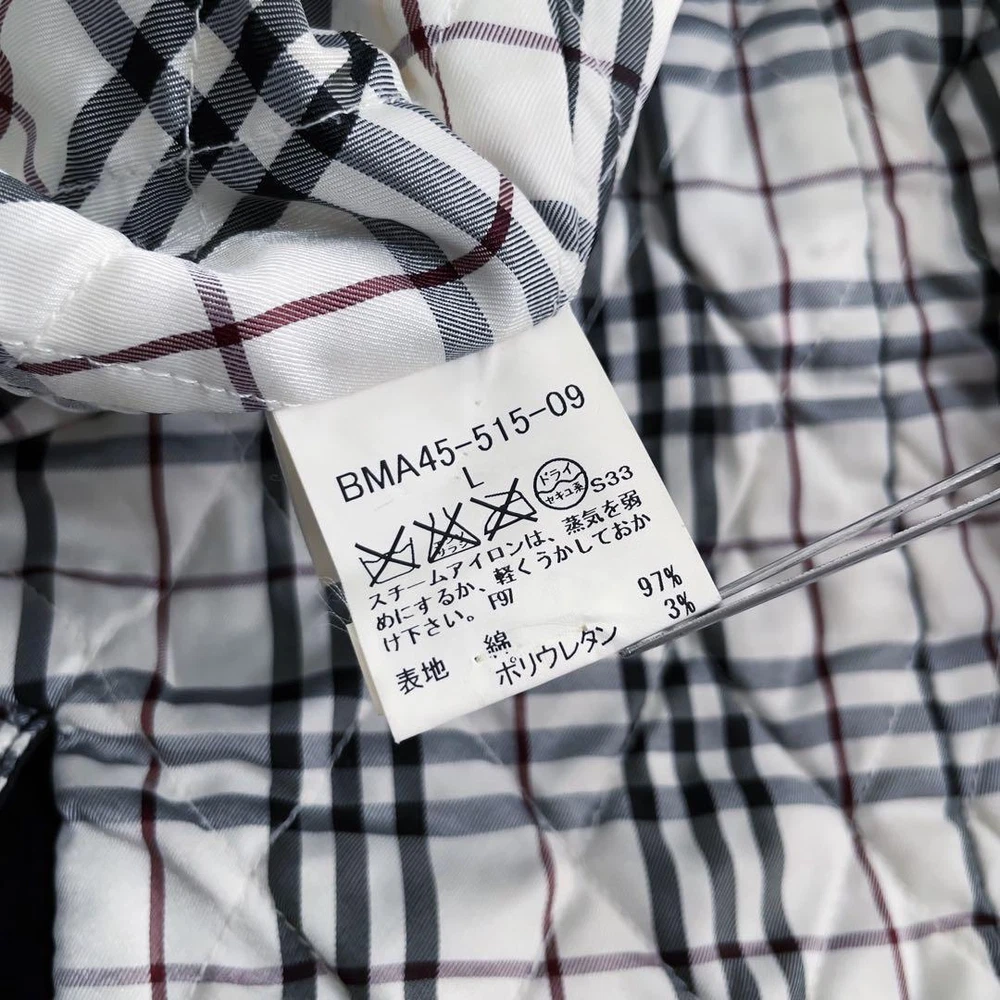 BMA45-515-09
L
ドライ
セキユ系
S33
スチームアイロンは、蒸気を弱
めにするか、軽くうかしておか
け下さい。 F97
表地 綿 97%
ポリウレタン 3%